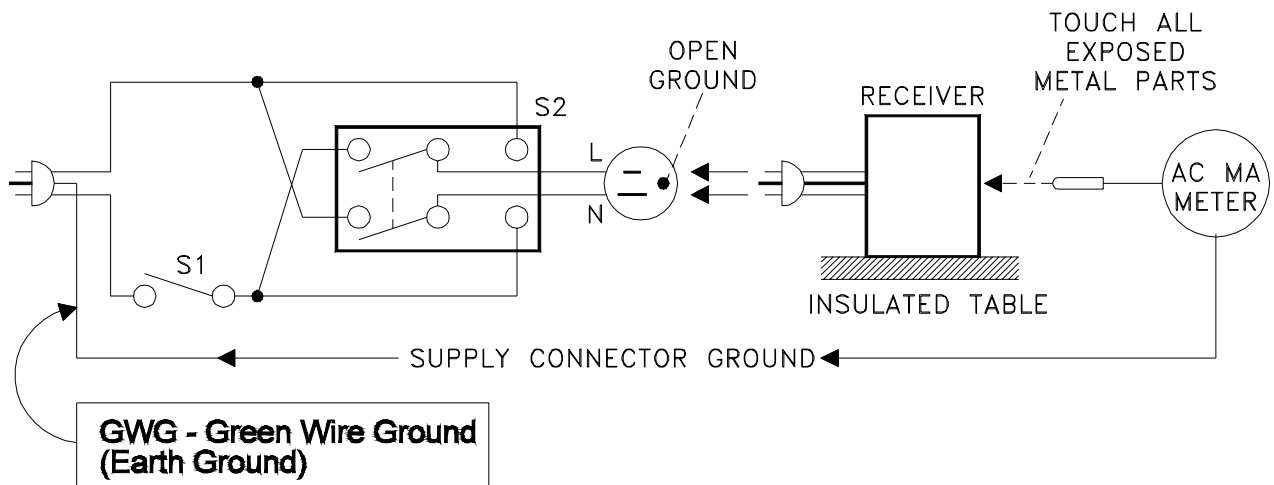 OPEN
GROUND
TOUCH ALL
EXPOSED
METAL PARTS
RECEIVER
S2
L
N
AC MA
METER
S1
INSULATED TABLE
SUPPLY CONNECTOR GROUND
GWG - Green Wire Ground
(Earth Ground)